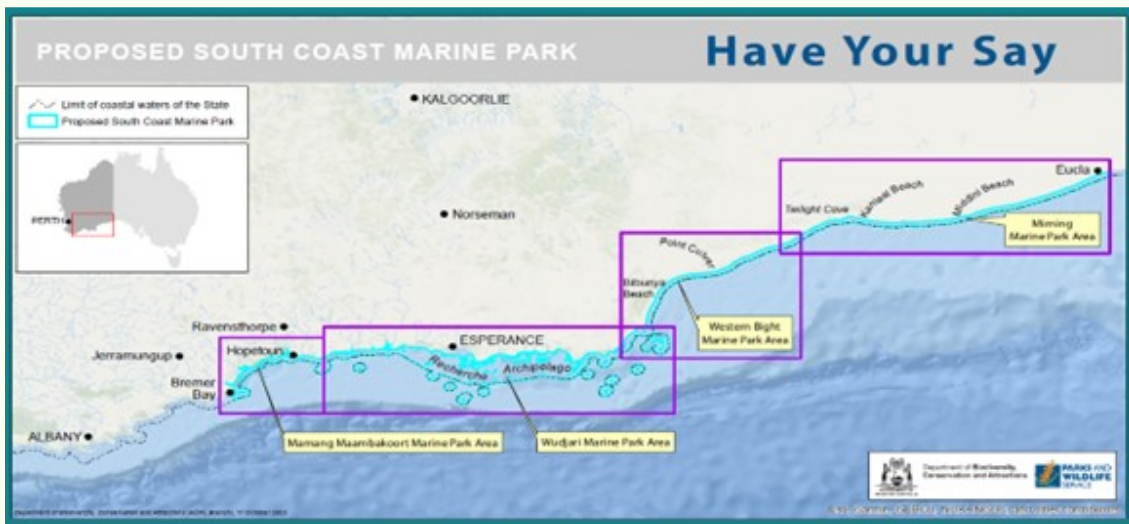 PROPOSED SOUTH COAST MARINE PARK
Have Your Say
Limit of coastal waters of the State
Proposed South Coast Marine Park
PERTH
KALGOORLIE
Norseman
Eucla
Twilight Cove
Kanidal Beach
Middini Beach
Mirning
Marine Park Area
Point Culver
Bilbunya
Beach
Western Bight
Marine Park Area
Ravensthorpe
ESPERANCE
Jerramungup
Hopetoun
Recherche
Archipelago
Bremer
Bay
ALBANY
Mamang Maambakoort Marine Park Area
Wudjari Marine Park Area
Department of Biodiversity,
Conservation and Attractions
PARKS AND
WILDLIFE
SERVICE